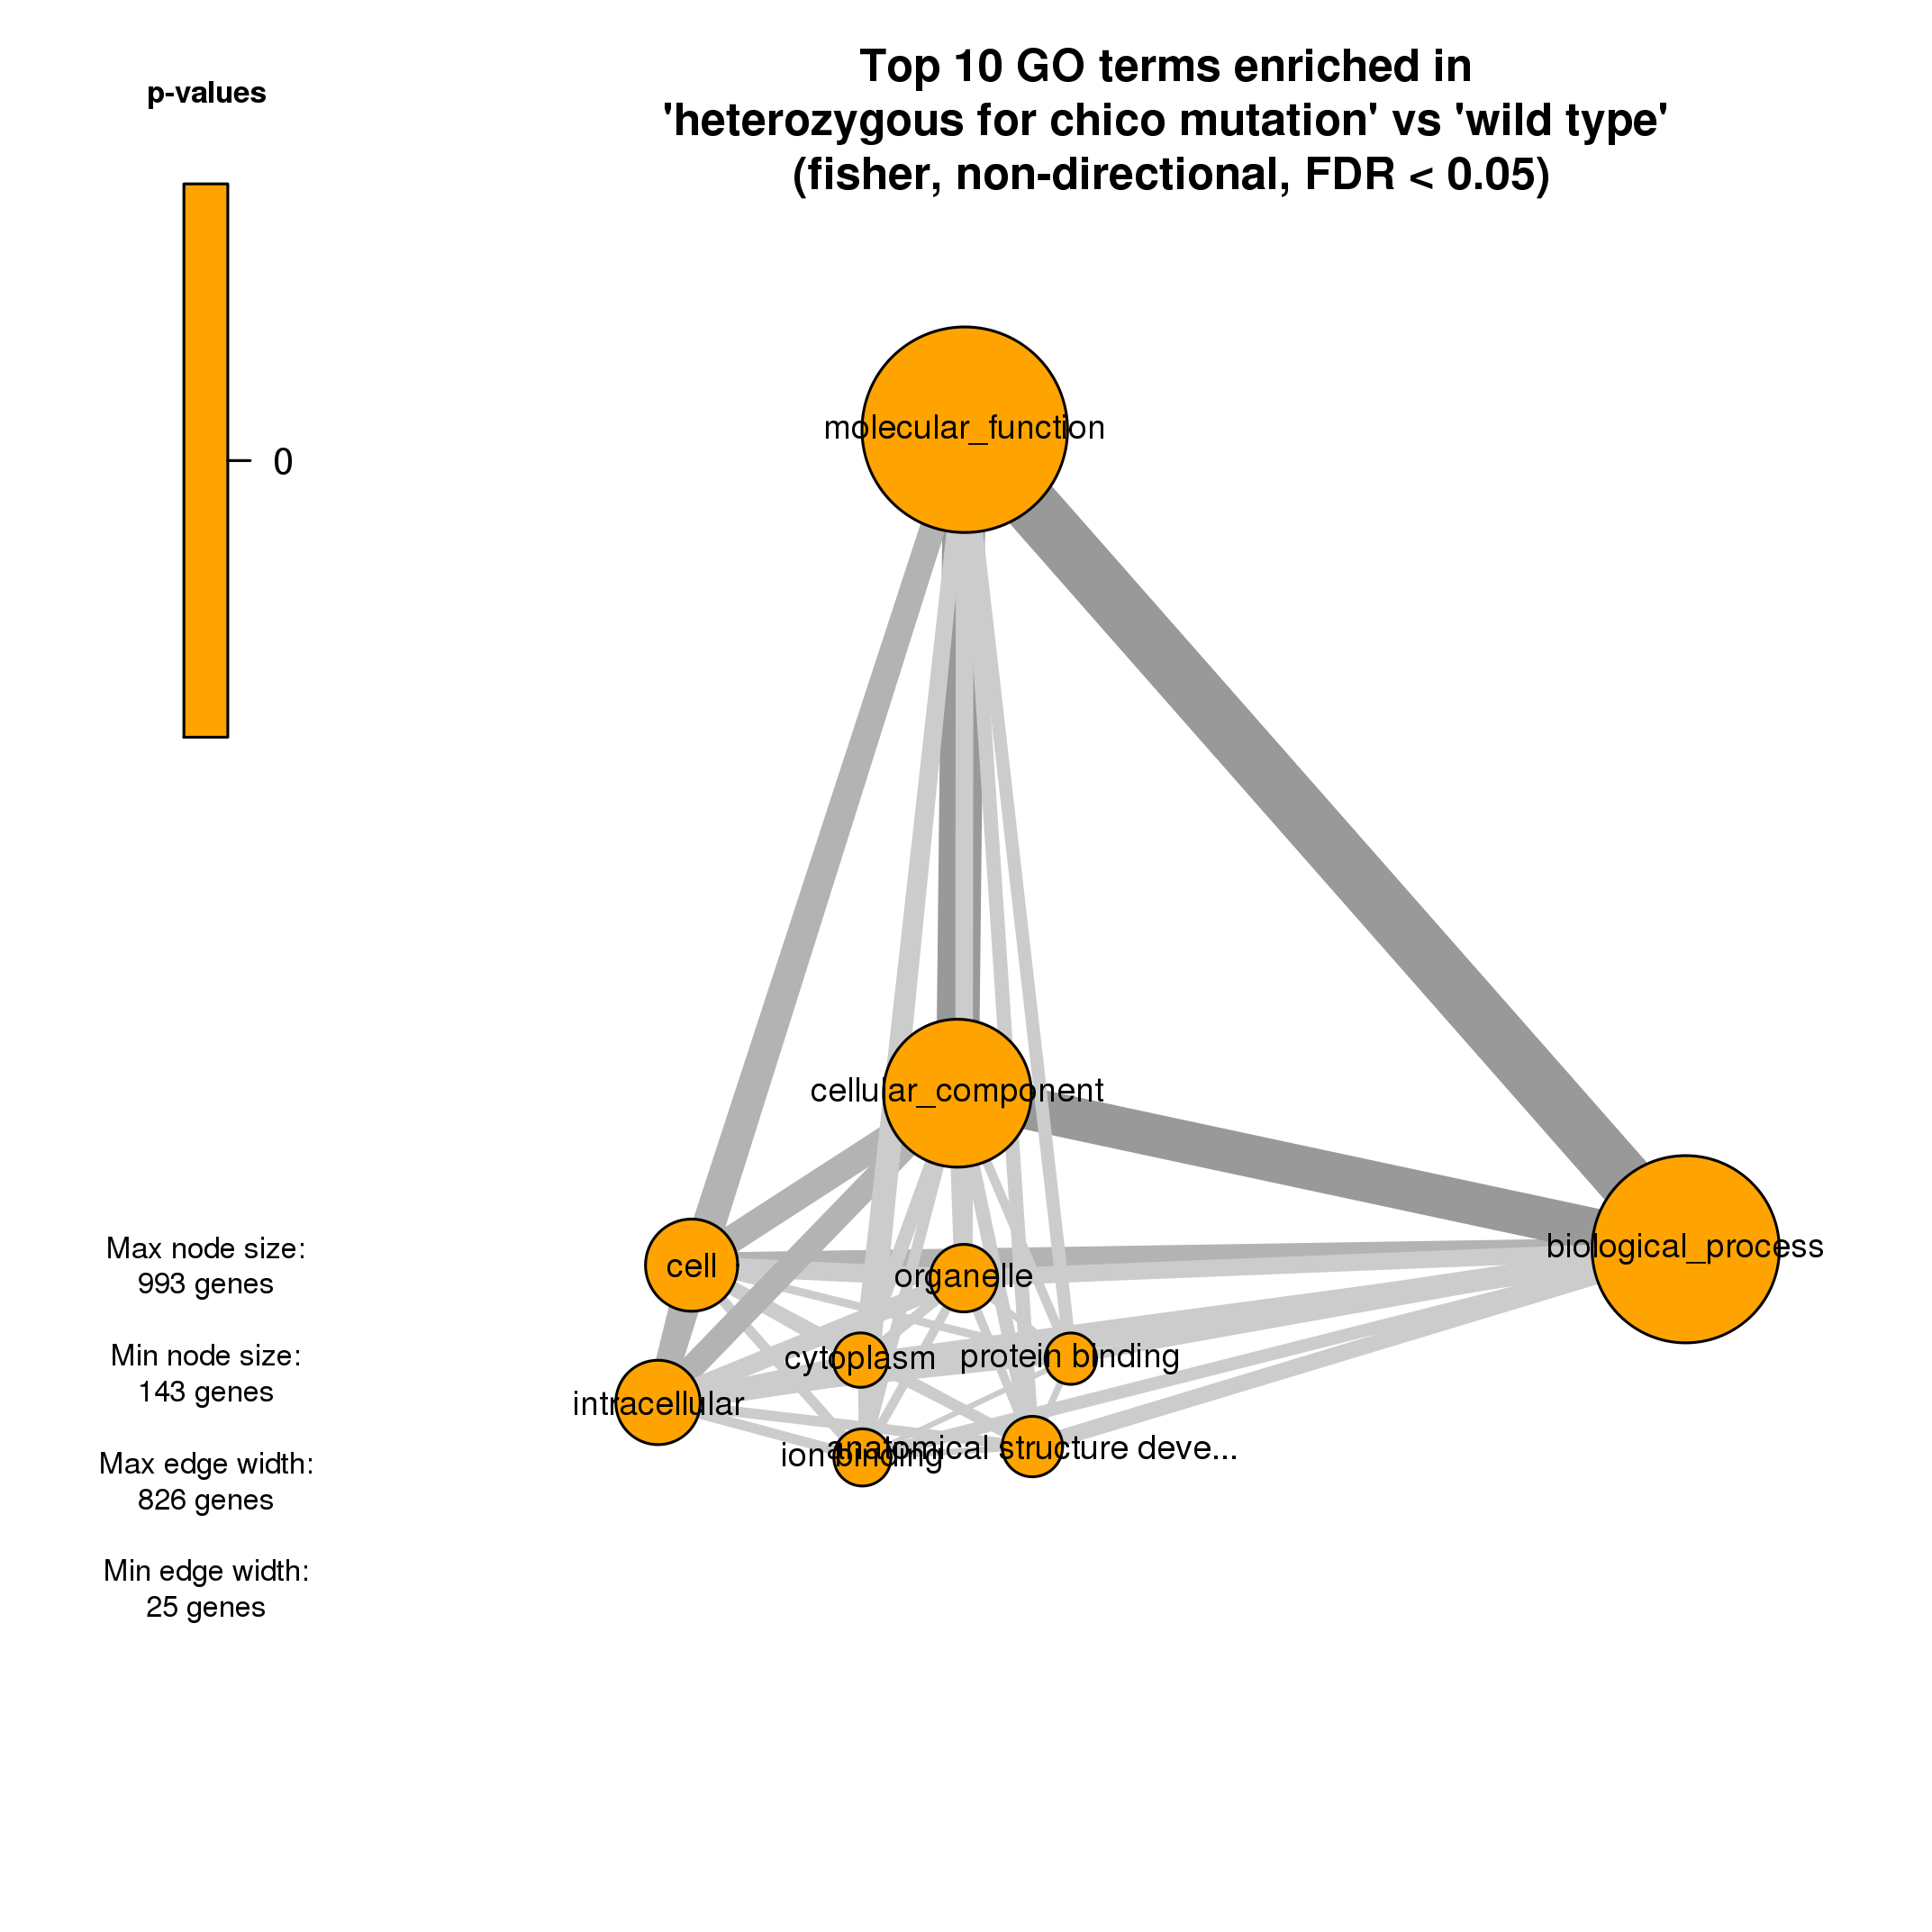 Top 10 GO terms enriched in
'heterozygous for chico mutation' vs 'wild type'
(fisher, non-directional, FDR < 0.05)
p-values
0
molecular_function
cellular_component
biological_process
cell
organelle
cytoplasm
protein binding
intracellular
ion binding
anatomical structure deve...
Max node size:
993 genes
Min node size:
143 genes
Max edge width:
826 genes
Min edge width:
25 genes